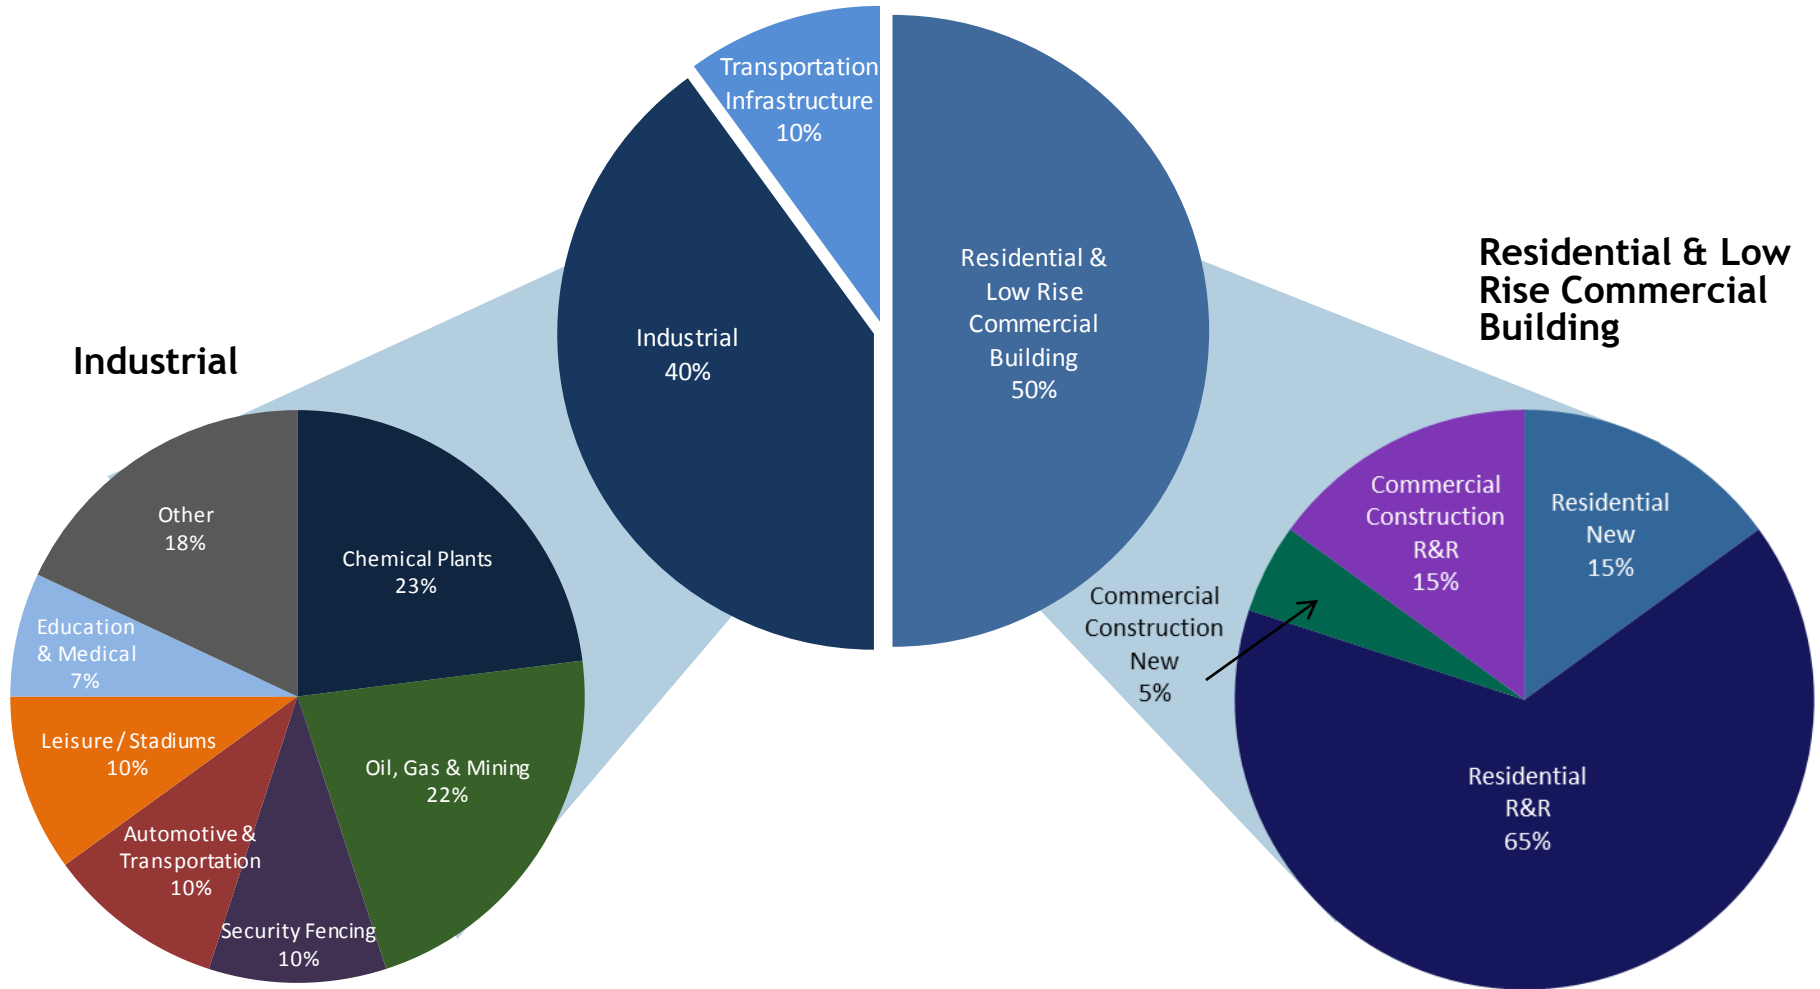 Transportation
Infrastructure
10%
Residential &
Low Rise
Commercial
Building
50%
Industrial
40%
Industrial
Other
18%
Chemical Plants
23%
Education
& Medical
7%
Leisure / Stadiums
10%
Oil, Gas & Mining
22%
Automotive &
Transportation
10%
Security Fencing
10%
Residential & Low
Rise Commercial
Building
Commercial
Construction
R&R
15%
Residential
New
15%
Commercial
Construction
New
5%
Residential
R&R
65%